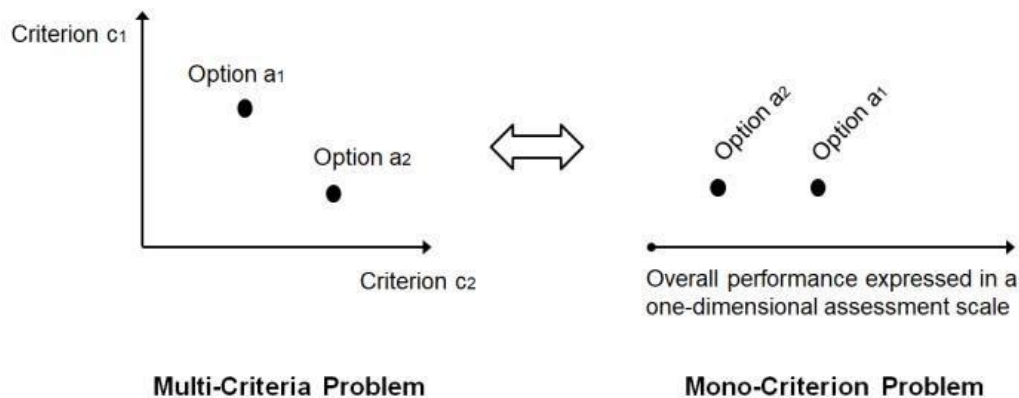 Criterion c1
Option a1
Option a2
Criterion c2
Multi-Criteria Problem
Option a2
Option a1
Overall performance expressed in a
one-dimensional assessment scale
Mono-Criterion Problem